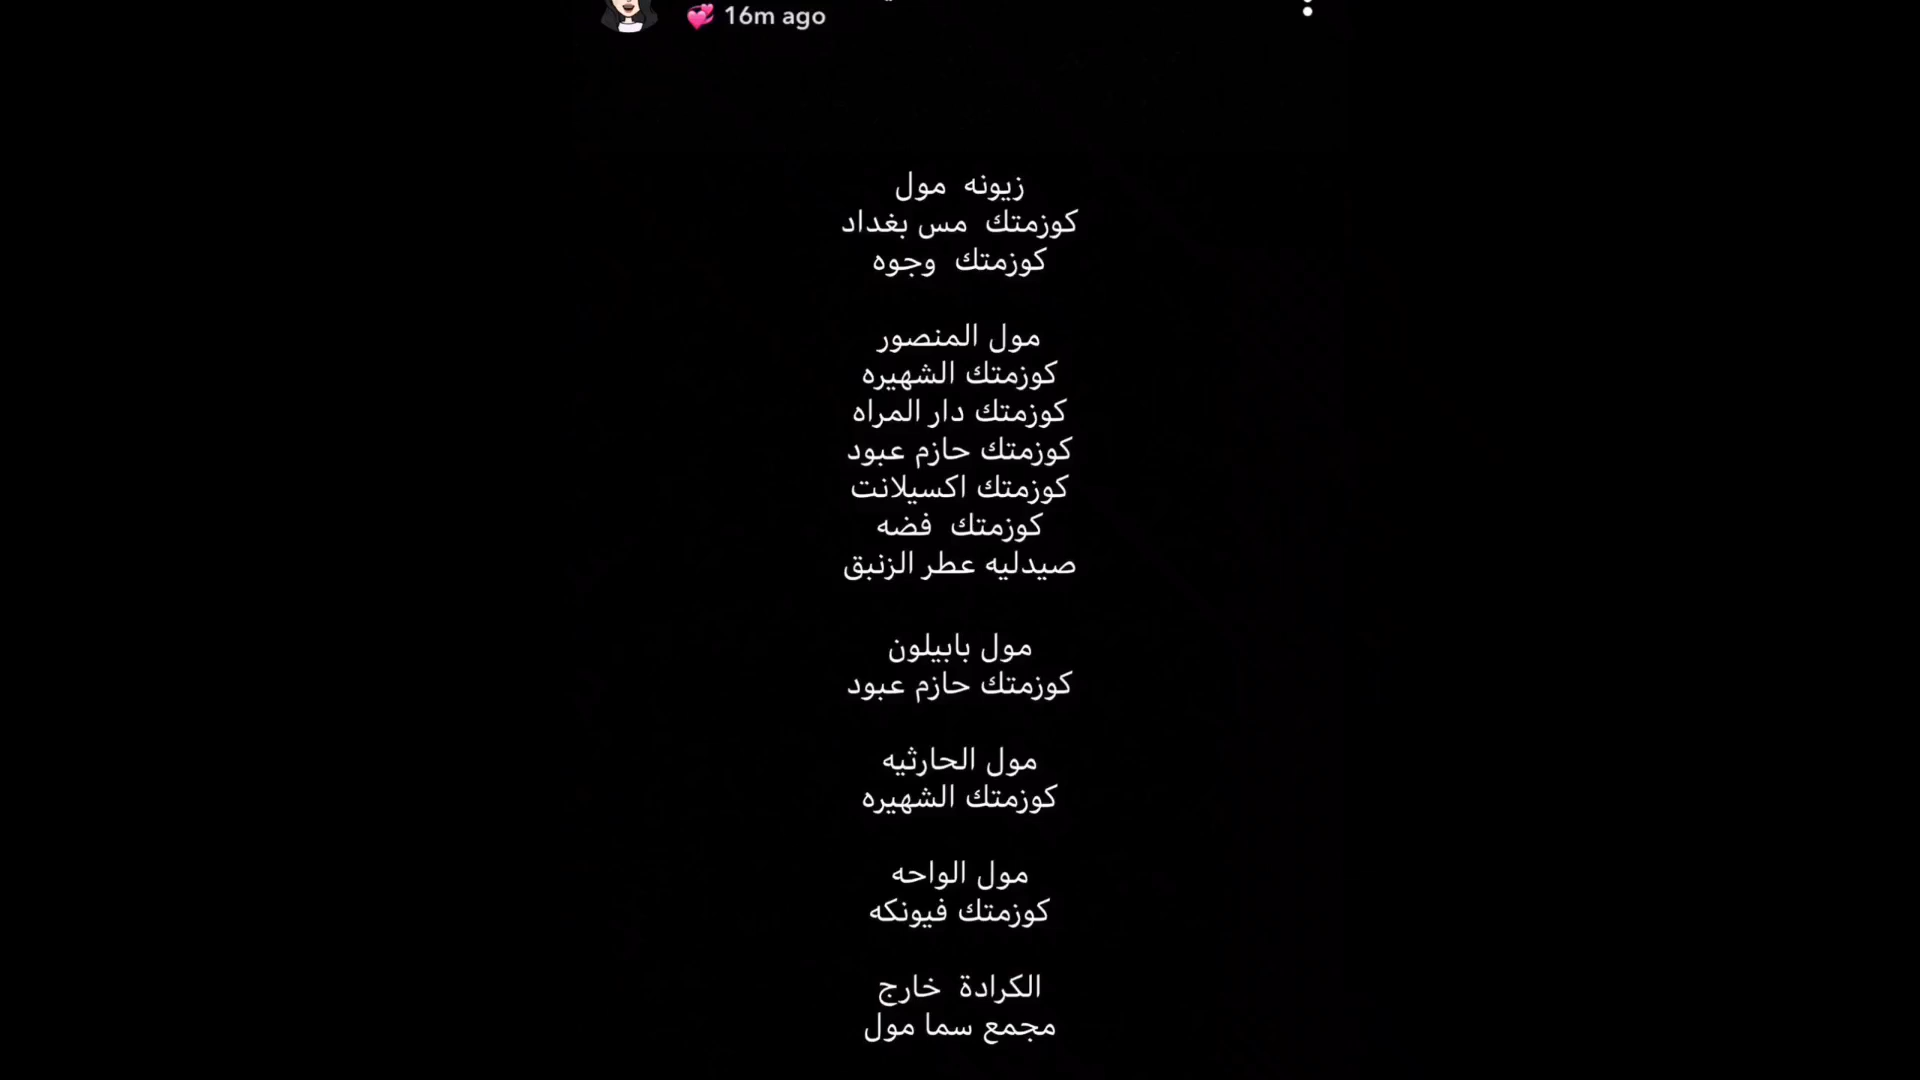 💞 16m ago
زيونه  مول
كوزمتك  مس بغداد
كوزمتك  وجوه
مول المنصور
كوزمتك الشهيره
كوزمتك دار المراه
كوزمتك حازم عبود
كوزمتك اكسيلانت
كوزمتك  فضه
صيدليه عطر الزنبق
مول بابيلون
كوزمتك حازم عبود
مول الحارثيه
كوزمتك الشهيره
مول الواحه
كوزمتك فيونكه
الكرادة  خارج
مجمع سما مول